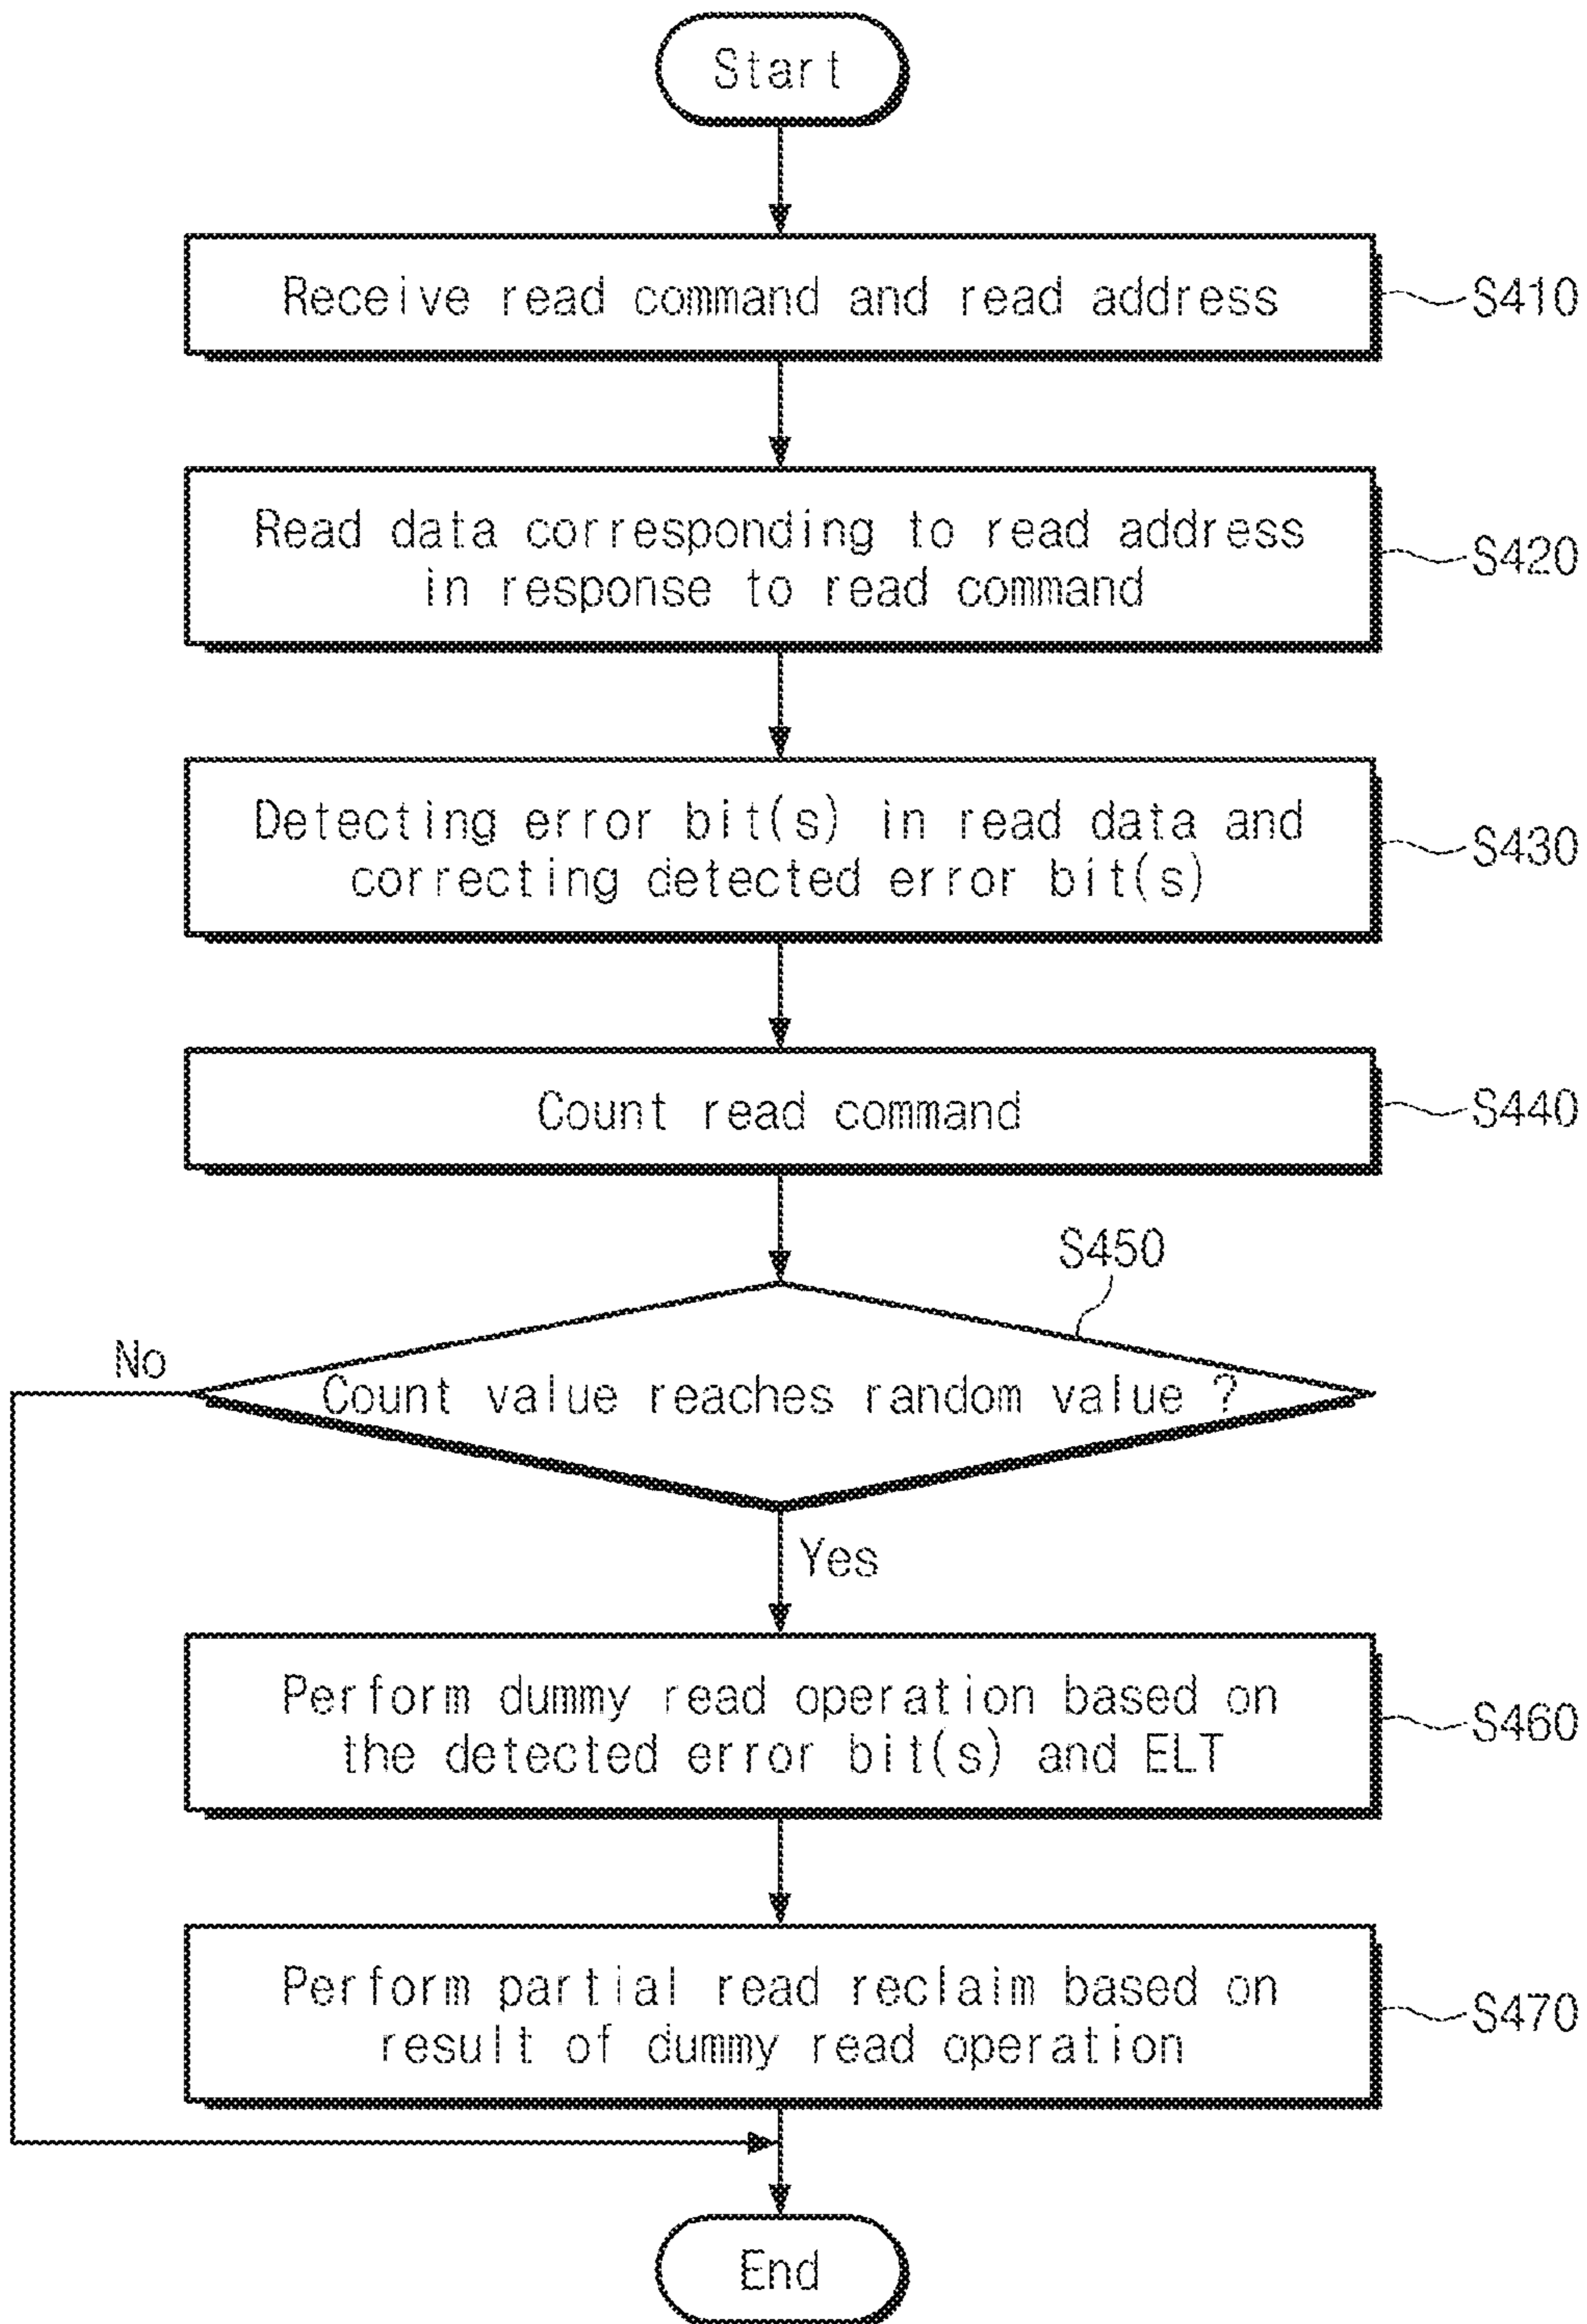 Start
Receive read command and read address
S410
Read data corresponding to read address
in response to read command
S420
Detecting error bit(s) in read data and
correcting detected error bit(s)
S430
Count read command
S440
S450
No
Count value reaches random value ?
Yes
Perform dummy read operation based on
the detected error bit(s) and ELT
S460
Perform partial read reclaim based on
result of dummy read operation
S470
End